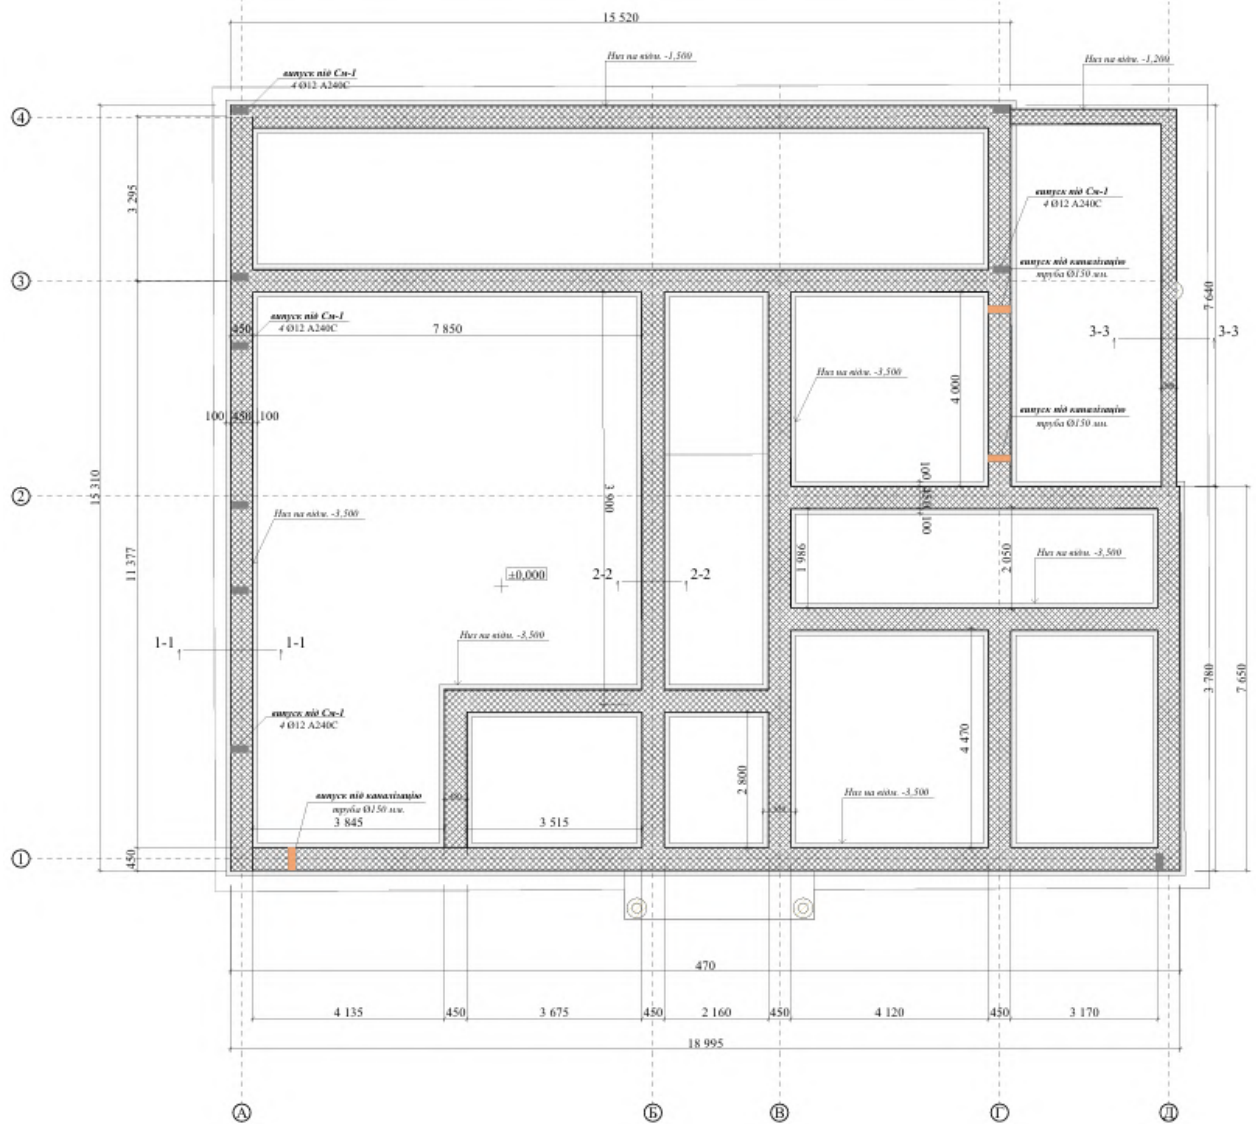 15 520
Низ на відм. -1,500
Низ на відм. -1,200
випуск під См-1
4 Ø12 А240С
4
3 295
випуск під См-1
4 Ø12 А240С
випуск під каналізацію
труба Ø150 мм.
3
7 640
випуск під См-1
4 Ø12 А240С
450
7 850
3-3
3-3
Низ на відм. -3,500
4 000
100
450
100
випуск під каналізацію
труба Ø150 мм.
15 310
2
3 900
100
450
100
Низ на відм. -3,500
11 377
1 986
2 050
Низ на відм. -3,500
±0,000
2-2
2-2
1-1
1-1
Низ на відм. -3,500
3 780
7 650
випуск під См-1
4 Ø12 А240С
4 470
2 800
випуск під каналізацію
труба Ø150 мм.
Низ на відм. -3,500
3 845
3 515
1
450
470
4 135
450
3 675
450
2 160
450
4 120
450
3 170
18 995
А
Б
В
Г
Д